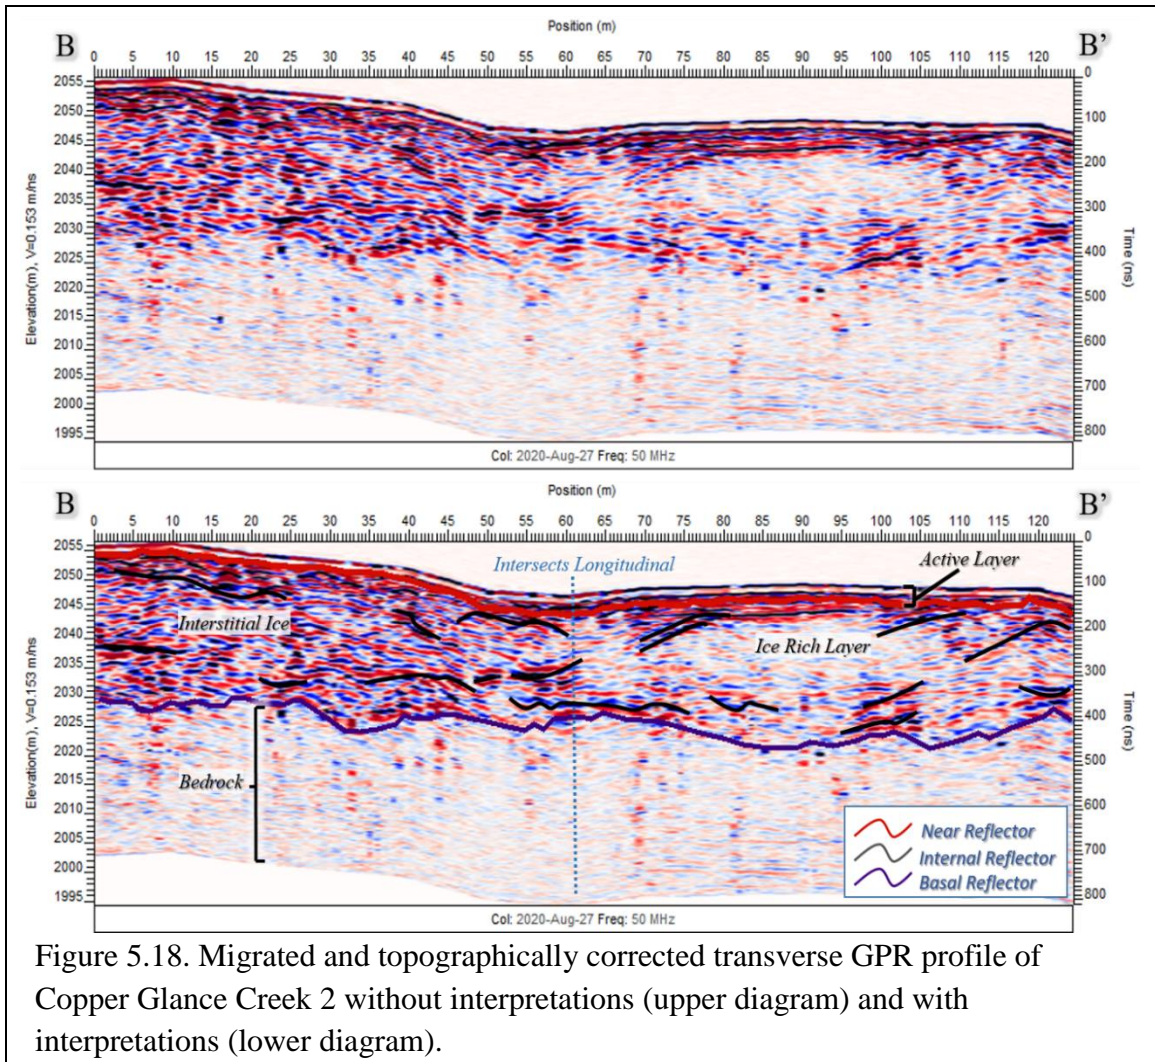 Position (m)
B B'
0 5 10 15 20 25 30 35 40 45 50 55 60 65 70 75 80 85 90 95 100 105 110 115 120
2055
2050
2045
2040
2035
2030
2025
2020
2015
2010
2005
2000
1995
Elevation(m), V=0.153 m/ns
0
100
200
300
400
500
600
700
800
Time (ns)
Col: 2020-Aug-27 Freq: 50 MHz
Position (m)
B B'
0 5 10 15 20 25 30 35 40 45 50 55 60 65 70 75 80 85 90 95 100 105 110 115 120
2055
2050
2045
2040
2035
2030
2025
2020
2015
2010
2005
2000
1995
Elevation(m), V=0.153 m/ns
0
100
200
300
400
500
600
700
800
Time (ns)
Intersects Longitudinal
Active Layer
Interstitial Ice
Ice Rich Layer
Bedrock
Near Reflector
Internal Reflector
Basal Reflector
Col: 2020-Aug-27 Freq: 50 MHz
Figure 5.18. Migrated and topographically corrected transverse GPR profile of
Copper Glance Creek 2 without interpretations (upper diagram) and with
interpretations (lower diagram).